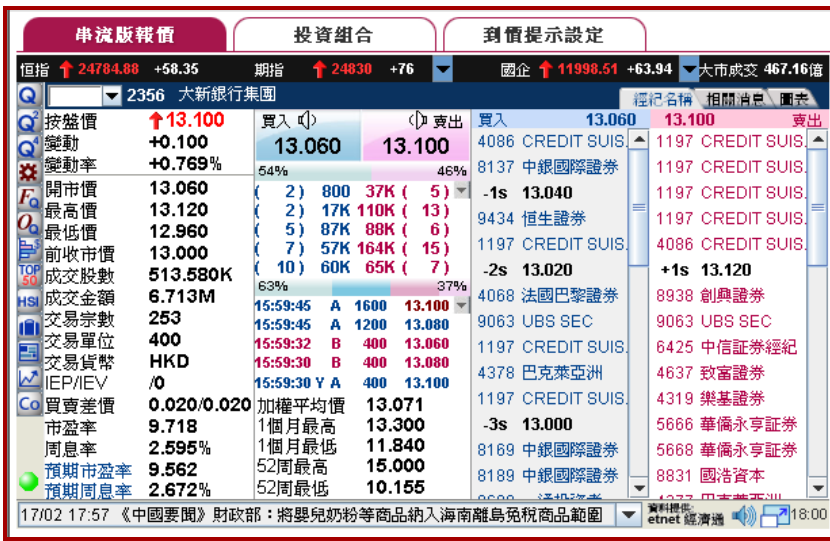 串流版報價 投資組合 到價提示設定
恒指 24784.88 +58.35 期指 24830 +76 國企 11998.51 +63.94 大市成交 467.16億
Q 2356 大新銀行集團 經紀名稱 相關消息 圖表
Q² 按盤價 13.100
Q⁴ 變動 +0.100
變動率 +0.769%
FQ 開市價 13.060
OQ 最高價 13.120
最低價 12.960
前收市價 13.000
TOP 50 成交股數 513.580K
HSI 成交金額 6.713M
交易宗數 253
交易單位 400
交易貨幣 HKD
IEP/IEV /0
Co 買賣差價 0.020/0.020
市盈率 9.718
周息率 2.595%
預期市盈率 9.562
預期周息率 2.672%
買入 賣出
13.060 13.100
54% 46%
( 2) 800 37K ( 5)
( 2) 17K 110K ( 13)
( 5) 87K 88K ( 6)
( 7) 57K 164K ( 15)
( 10) 60K 65K ( 7)
63% 37%
15:59:45 A 1600 13.100
15:59:45 A 1200 13.080
15:59:32 B 400 13.060
15:59:30 B 400 13.080
15:59:30 Y A 400 13.100
加權平均價 13.071
1個月最高 13.300
1個月最低 11.840
52周最高 15.000
52周最低 10.155
買入 13.060
4086 CREDIT SUIS.
8137 中銀國際證券
-1s 13.040
9434 恒生證券
1197 CREDIT SUIS.
-2s 13.020
4068 法國巴黎證券
9063 UBS SEC
1197 CREDIT SUIS.
4378 巴克萊亞洲
1197 CREDIT SUIS.
-3s 13.000
8169 中銀國際證券
8189 中銀國際證券
13.100 賣出
1197 CREDIT SUIS.
1197 CREDIT SUIS.
1197 CREDIT SUIS.
1197 CREDIT SUIS.
4086 CREDIT SUIS.
+1s 13.120
8938 創興證券
9063 UBS SEC
6425 中信証券經紀
4637 致富證券
4319 樂基證券
5666 華僑永亨証券
5668 華僑永亨証券
8831 國浩資本
17/02 17:57 《中國要聞》財政部：將嬰兒奶粉等商品納入海南離島免稅商品範圍 資料提供: etnet 經濟通 18:00